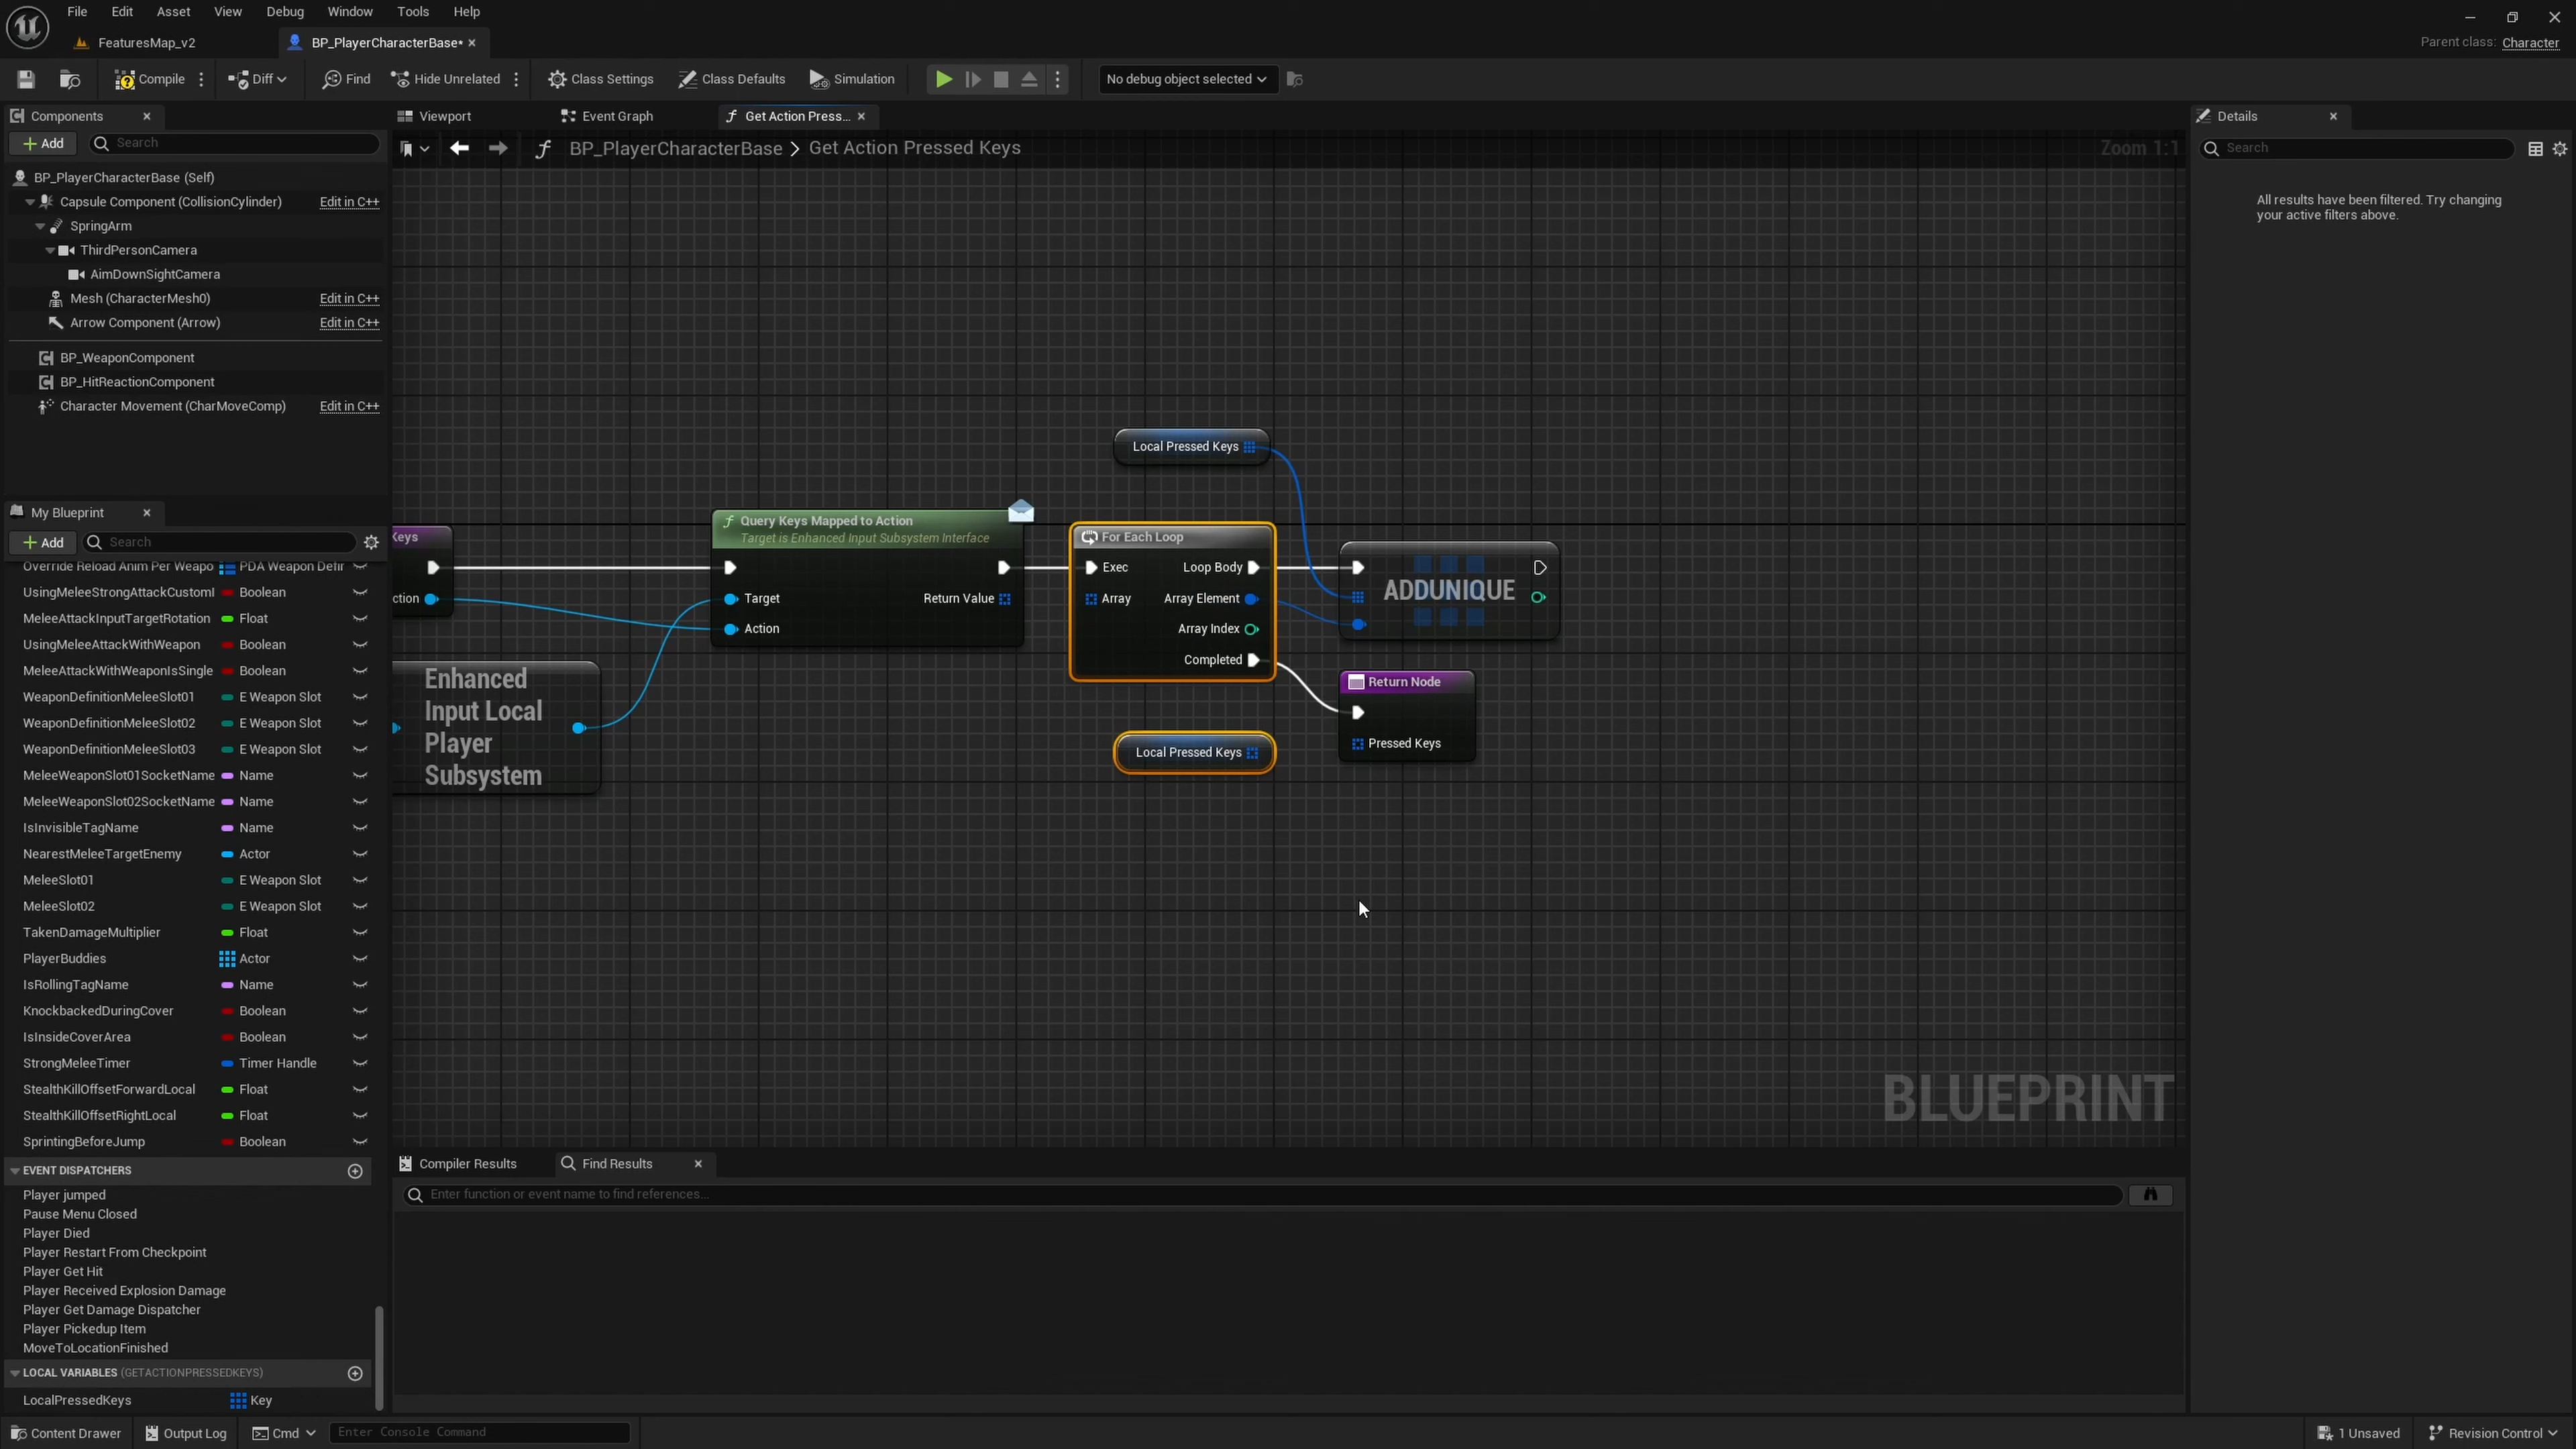 File Edit Asset View Debug Window Tools Help
FeaturesMap_v2
BP_PlayerCharacterBase*
Parent class: Character
Compile
Diff
Find
Hide Unrelated
Class Settings
Class Defaults
Simulation
No debug object selected
Components
Add
Search
BP_PlayerCharacterBase (Self)
Capsule Component (CollisionCylinder) Edit in C++
SpringArm
ThirdPersonCamera
AimDownSightCamera
Mesh (CharacterMesh0) Edit in C++
Arrow Component (Arrow) Edit in C++
BP_WeaponComponent
BP_HitReactionComponent
Character Movement (CharMoveComp) Edit in C++
My Blueprint
Add
Search
Override Reload Anim Per Weapo PDA Weapon Defir
UsingMeleeStrongAttackCustomI Boolean
MeleeAttackInputTargetRotation Float
UsingMeleeAttackWithWeapon Boolean
MeleeAttackWithWeaponIsSingle Boolean
WeaponDefinitionMeleeSlot01 E Weapon Slot
WeaponDefinitionMeleeSlot02 E Weapon Slot
WeaponDefinitionMeleeSlot03 E Weapon Slot
MeleeWeaponSlot01SocketName Name
MeleeWeaponSlot02SocketName Name
IsInvisibleTagName Name
NearestMeleeTargetEnemy Actor
MeleeSlot01 E Weapon Slot
MeleeSlot02 E Weapon Slot
TakenDamageMultiplier Float
PlayerBuddies Actor
IsRollingTagName Name
KnockbackedDuringCover Boolean
IsInsideCoverArea Boolean
StrongMeleeTimer Timer Handle
StealthKillOffsetForwardLocal Float
StealthKillOffsetRightLocal Float
SprintingBeforeJump Boolean
EVENT DISPATCHERS
Player jumped
Pause Menu Closed
Player Died
Player Restart From Checkpoint
Player Get Hit
Player Received Explosion Damage
Player Get Damage Dispatcher
Player Pickedup Item
MoveToLocationFinished
LOCAL VARIABLES (GETACTIONPRESSEDKEYS)
LocalPressedKeys Key
Viewport
Event Graph
Get Action Press...
BP_PlayerCharacterBase > Get Action Pressed Keys
Zoom 1:1
Keys
ction
Enhanced
Input Local
Player
Subsystem
Query Keys Mapped to Action
Target is Enhanced Input Subsystem Interface
Target Return Value
Action
Local Pressed Keys
For Each Loop
Exec Loop Body
Array Array Element
Array Index
Completed
Local Pressed Keys
ADDUNIQUE
Return Node
Pressed Keys
BLUEPRINT
Compiler Results
Find Results
Enter function or event name to find references...
Details
Search
All results have been filtered. Try changing
your active filters above.
Content Drawer
Output Log
Cmd
Enter Console Command
1 Unsaved
Revision Control